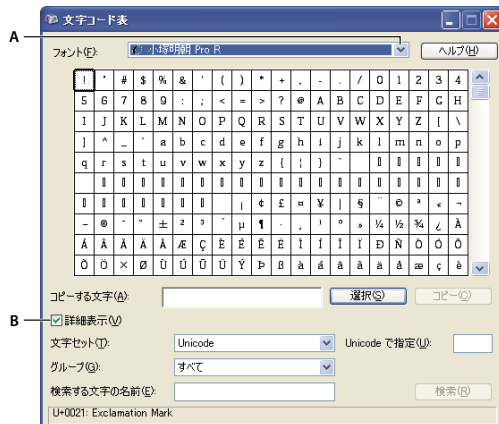 文字コード表
A
フォント(F):
小塚明朝 Pro R
ヘルプ(H)
! " # $ % & ' ( ) * + , - . / 0 1 2 3 4
5 6 7 8 9 : ; < = > ? @ A B C D E F G H
I J K L M N O P Q R S T U V W X Y Z [ \
] ^ _ ` a b c d e f g h i j k l m n o p
q r s t u v w x y z { | } ~
¡ ¢ £ ¤ ¥ ¦ § ¨ © ª « ¬
- ® ¯ ° ± ² ³ ´ µ ¶ · ¸ ¹ º » ¼ ½ ¾ ¿ À
Á Â Ã Ä Å Æ Ç È É Ê Ë Ì Í Î Ï Ð Ñ Ò Ó Ô
Õ Ö × Ø Ù Ú Û Ü Ý Þ ß à á â ã ä å æ ç è
コピーする文字(A):
選択(S)
コピー(C)
B
詳細表示(V)
文字セット(T):
Unicode
Unicode で指定(U):
グループ(G):
すべて
検索する文字の名前(E):
検索(R)
U+0021: Exclamation Mark